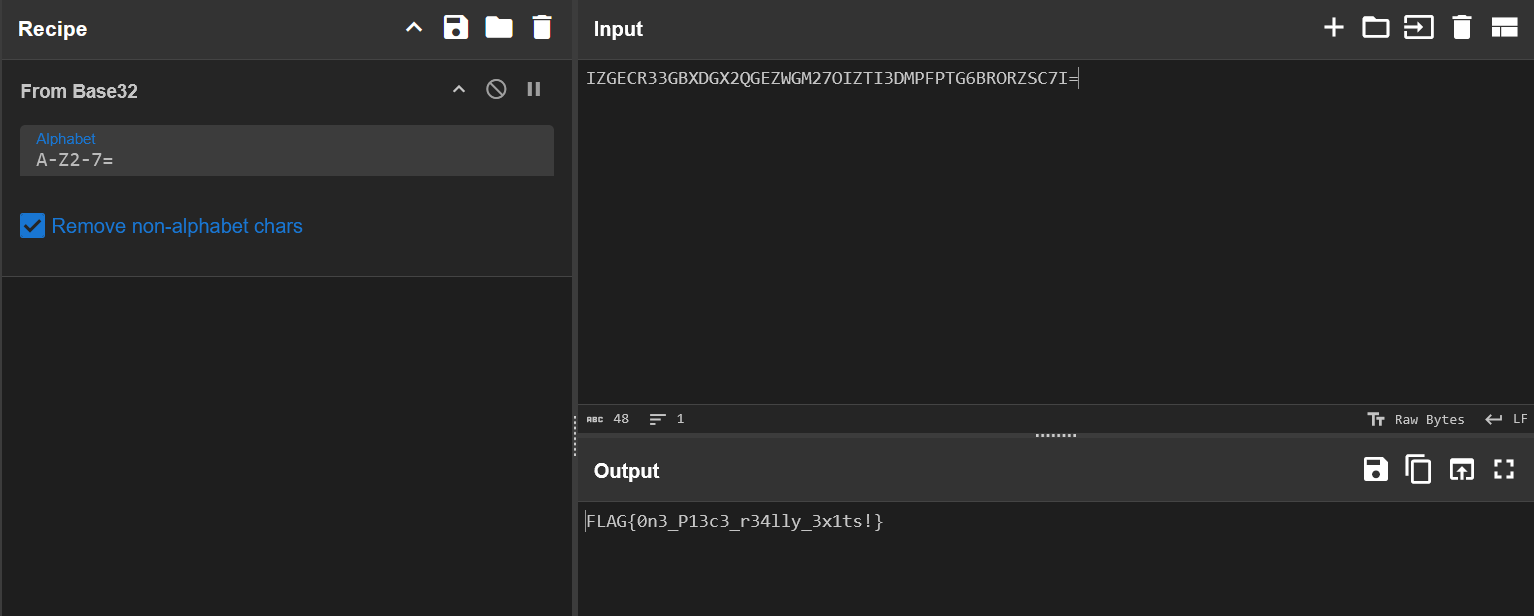 Recipe
From Base32
Alphabet
A-Z2-7=
Remove non-alphabet chars
Input
IZGECR33GBXDGX2QGEZWGM27OIZTI3DMPFPTG6BRORZSC7I=
ABC 48 1 Tr Raw Bytes LF
Output
FLAG{0n3_P13c3_r34lly_3x1ts!}